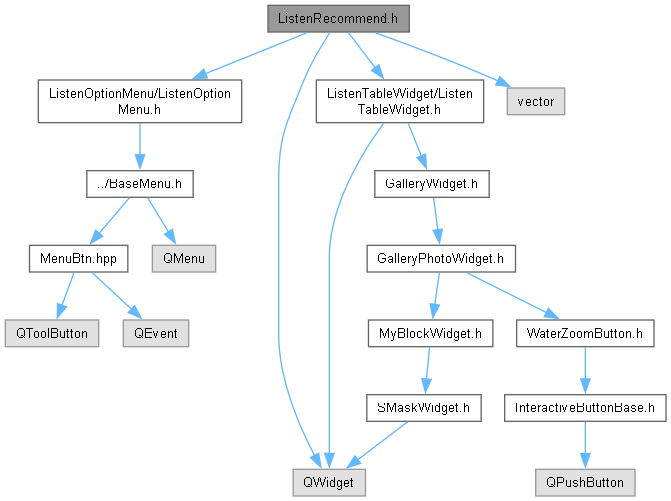 ListenRecommend.h
ListenOptionMenu/ListenOption
Menu.h
ListenTableWidget/Listen
TableWidget.h
vector
../BaseMenu.h
GalleryWidget.h
MenuBtn.hpp
QMenu
GalleryPhotoWidget.h
QToolButton
QEvent
MyBlockWidget.h
WaterZoomButton.h
SMaskWidget.h
InteractiveButtonBase.h
QWidget
QPushButton